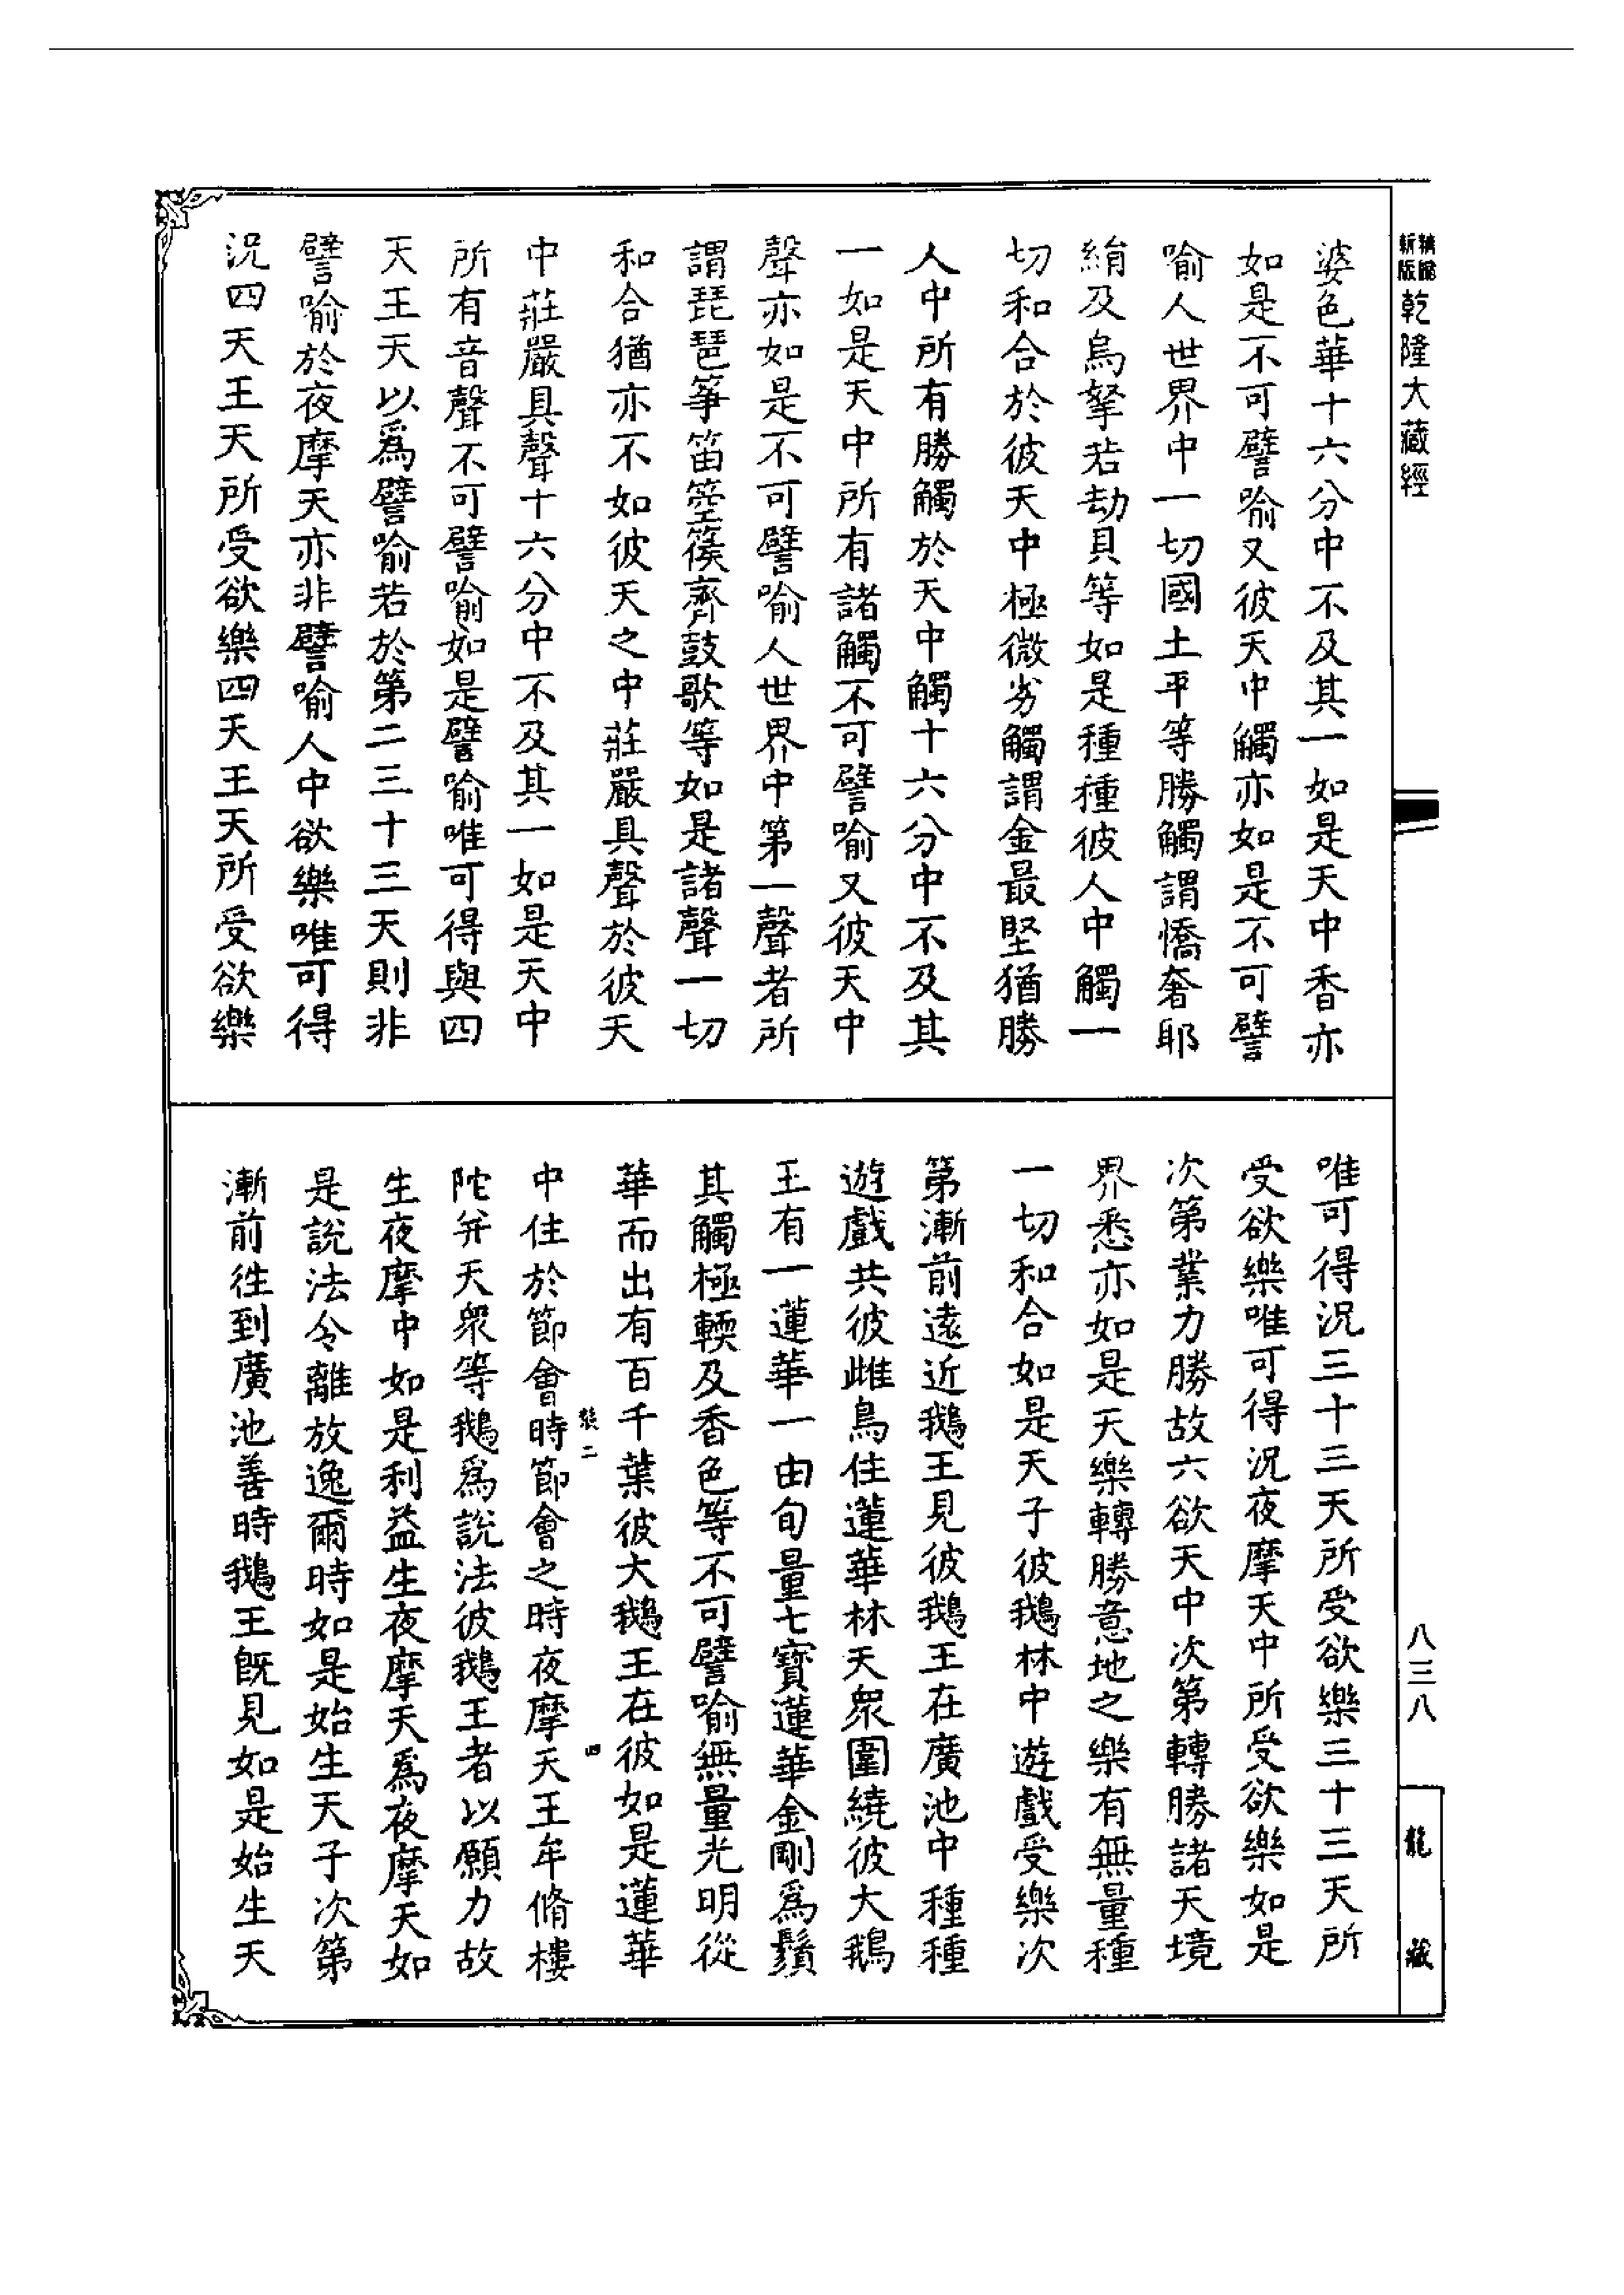 精縮新版乾隆大藏經
婆色華十六分中不及其一如是天中香亦
如是不可譬喻又彼天中觸亦如是不可譬
喻人世界中一切國土平等勝觸謂憍奢耶
絹及烏拏若劫貝等如是種種彼人中觸一
切和合於彼天中極微劣觸謂金最堅猶勝
人中所有勝觸於天中觸十六分中不及其
一如是天中所有諸觸不可譬喻又彼天中
聲亦如是不可譬喻人世界中第一聲者所
謂琵琶箏笛箜篌齊鼓歌等如是諸聲一切
和合猶亦不如彼天之中莊嚴具聲於彼天
中莊嚴具聲十六分中不及其一如是天中
所有音聲不可譬喻如是譬喻唯可得與四
天王天以爲譬喻若於第二三十三天則非
譬喻於夜摩天亦非譬喻人中欲樂唯可得
況四天王天所受欲樂四天王天所受欲樂
唯可得況三十三天所受欲樂三十三天所
受欲樂唯可得況夜摩天中所受欲樂如是
次第業力勝故六欲天中次第轉勝諸天境
界悉亦如是天樂轉勝意地之樂有無量種
一切和合如是天子彼鵝林中遊戲受樂次
第漸前遠近鵝王見彼鵝王在廣池中種種
遊戲共彼雌鳥住蓮華林天眾圍繞彼大鵝
王有一蓮華一由旬量七寶蓮華金剛爲鬚
其觸極輭及香色等不可譬喻無量光明從
華而出有百千葉彼大鵝王在彼如是蓮華
中住於節會時節會之時夜摩天王牟脩樓
陀并天眾等鵝爲說法彼鵝王者以願力故
生夜摩中如是利益生夜摩天爲夜摩天如
是說法令離放逸爾時如是始生天子次第
漸前往到廣池善時鵝王旣見如是始生天
八三八
龍藏